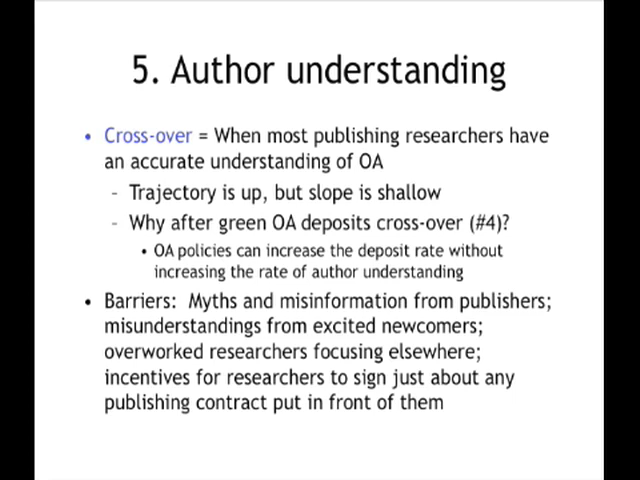 5. Author understanding
• Cross-over = When most publishing researchers have
an accurate understanding of OA
- Trajectory is up, but slope is shallow
- Why after green OA deposits cross-over (#4)?
• OA policies can increase the deposit rate without
increasing the rate of author understanding
• Barriers: Myths and misinformation from publishers;
misunderstandings from excited newcomers;
overworked researchers focusing elsewhere;
incentives for researchers to sign just about any
publishing contract put in front of them